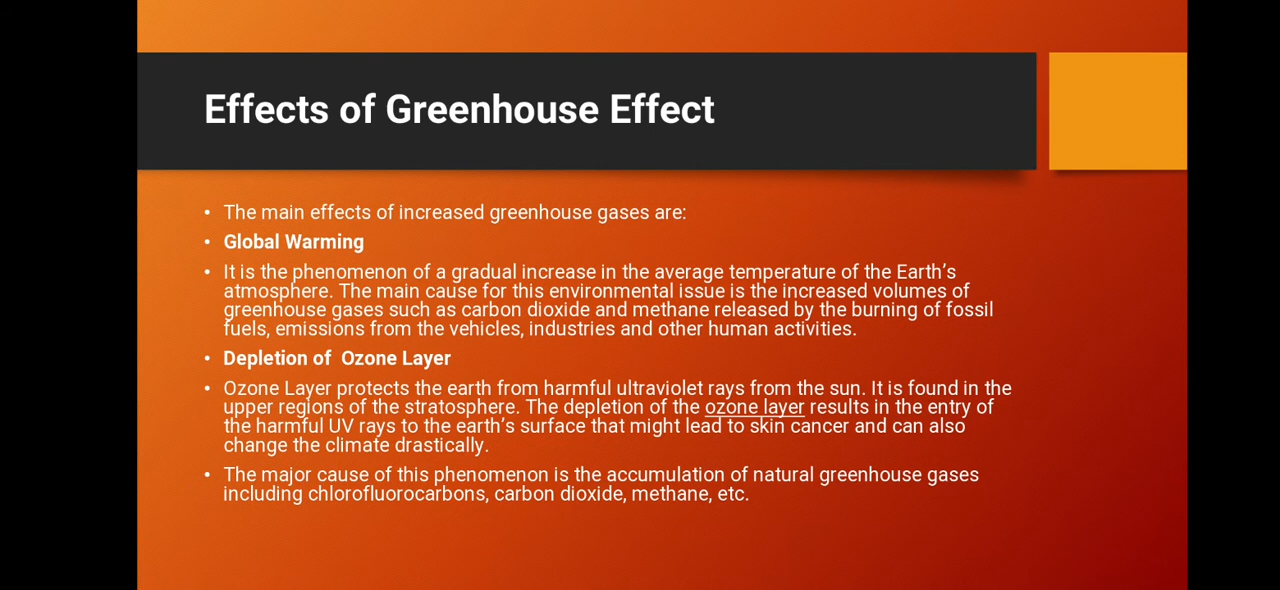 Effects of Greenhouse Effect
• The main effects of increased greenhouse gases are:
• Global Warming
• It is the phenomenon of a gradual increase in the average temperature of the Earth’s
atmosphere. The main cause for this environmental issue is the increased volumes of
greenhouse gases such as carbon dioxide and methane released by the burning of fossil
fuels, emissions from the vehicles, industries and other human activities.
• Depletion of  Ozone Layer
• Ozone Layer protects the earth from harmful ultraviolet rays from the sun. It is found in the
upper regions of the stratosphere. The depletion of the ozone layer results in the entry of
the harmful UV rays to the earth’s surface that might lead to skin cancer and can also
change the climate drastically.
• The major cause of this phenomenon is the accumulation of natural greenhouse gases
including chlorofluorocarbons, carbon dioxide, methane, etc.